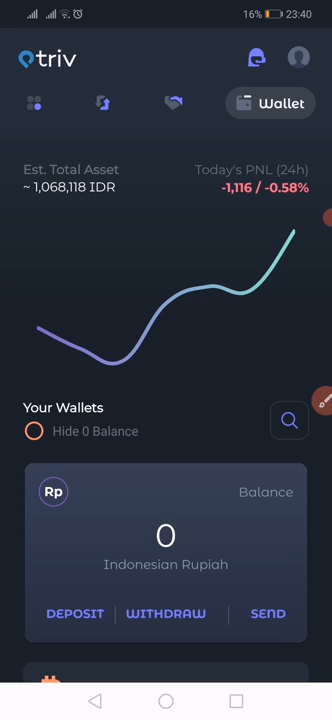 16% 23:40
triv
Wallet
Est. Total Asset
~ 1,068,118 IDR
Today's PNL (24h)
-1,116 / -0.58%
Your Wallets
Hide 0 Balance
Rp
Balance
0
Indonesian Rupiah
DEPOSIT
WITHDRAW
SEND